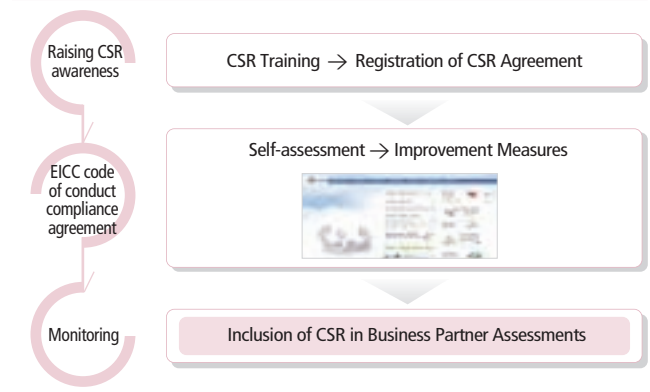 Raising CSR
awareness
CSR Training → Registration of CSR Agreement
EICC code
of conduct
compliance
agreement
Self-assessment → Improvement Measures
Monitoring
Inclusion of CSR in Business Partner Assessments